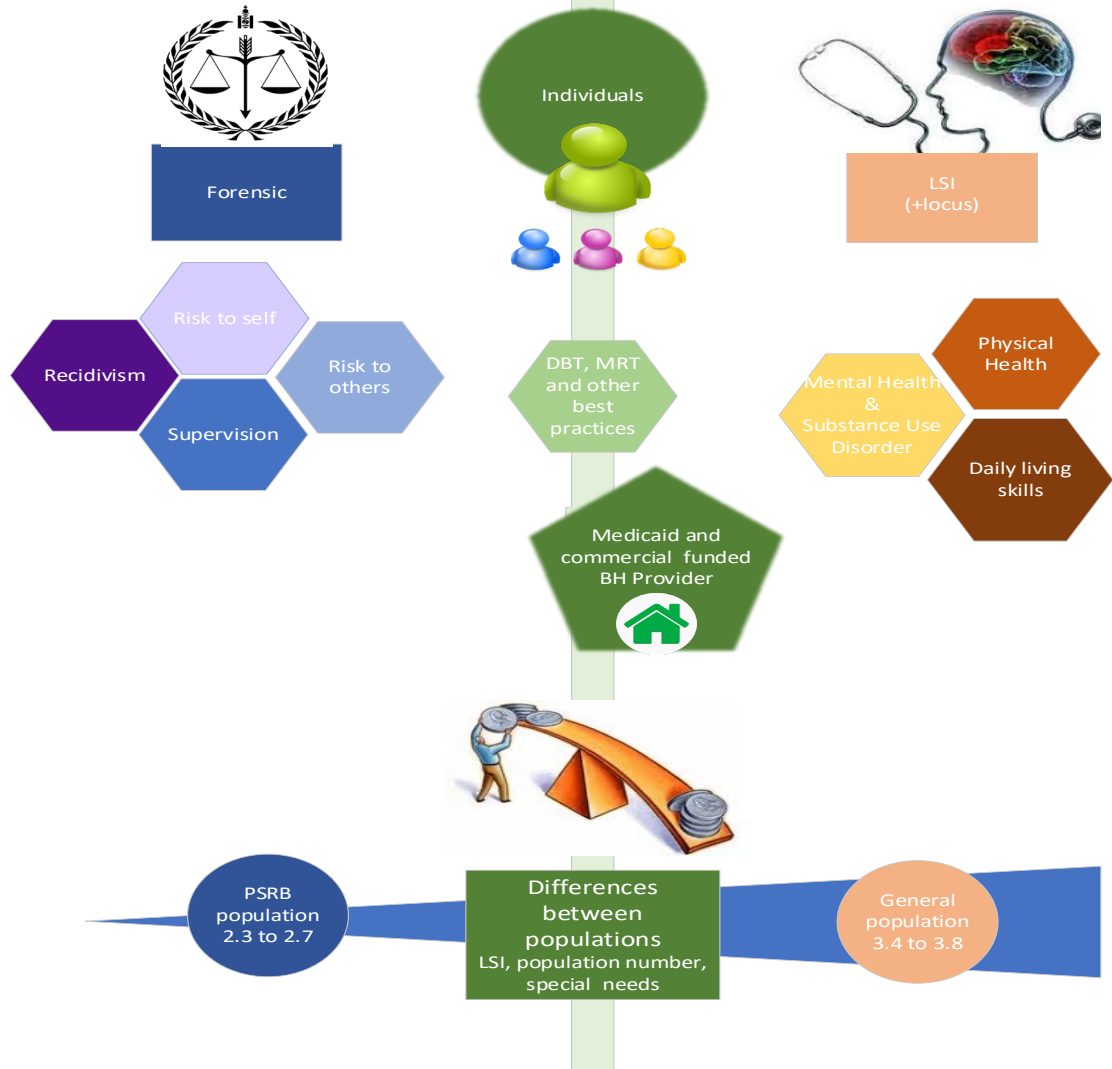 Individuals
Forensic
LSI
(+locus)
Risk to self
Recidivism
Risk to
others
Supervision
DBT, MRT
and other
best
practices
Physical
Health
Mental Health
&
Substance Use
Disorder
Daily living
skills
Medicaid and
commercial funded
BH Provider
PSRB
population
2.3 to 2.7
Differences
between
populations
LSI, population number,
special needs
General
population
3.4 to 3.8